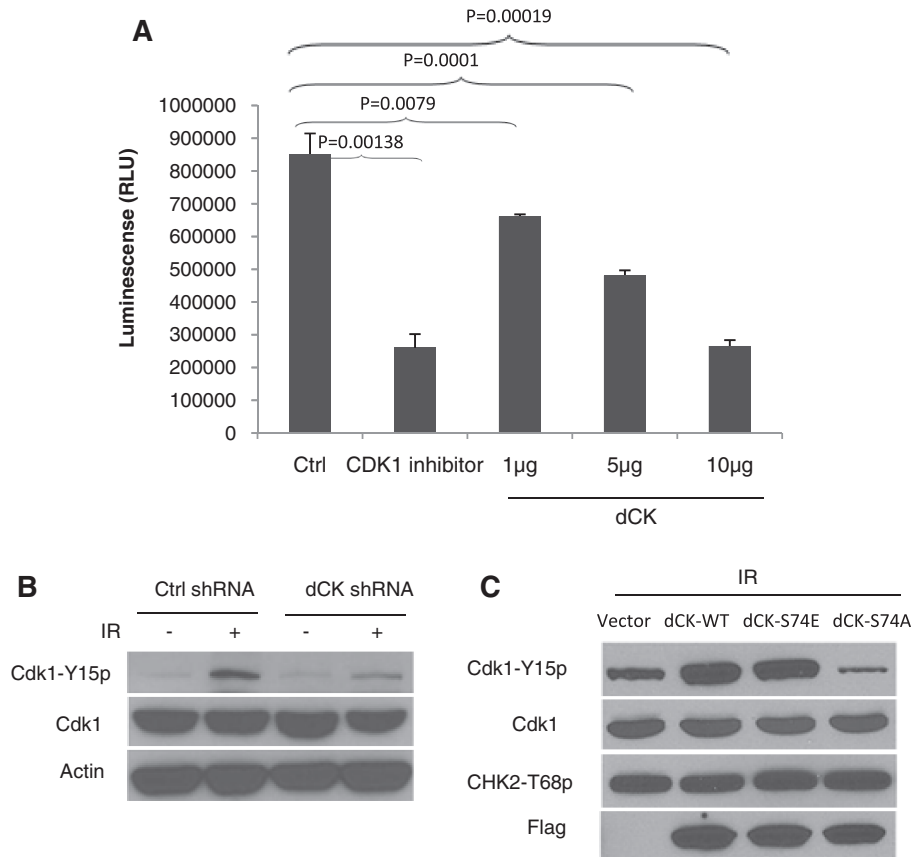 A
P=0.00019
P=0.0001
P=0.0079
P=0.00138
Luminescense (RLU)
1000000
900000
800000
700000
600000
500000
400000
300000
200000
100000
0
Ctrl CDK1 inhibitor 1µg 5µg 10µg
dCK
B
Ctrl shRNA dCK shRNA
IR - + - +
Cdk1-Y15p
Cdk1
Actin
C
IR
Vector dCK-WT dCK-S74E dCK-S74A
Cdk1-Y15p
Cdk1
CHK2-T68p
Flag